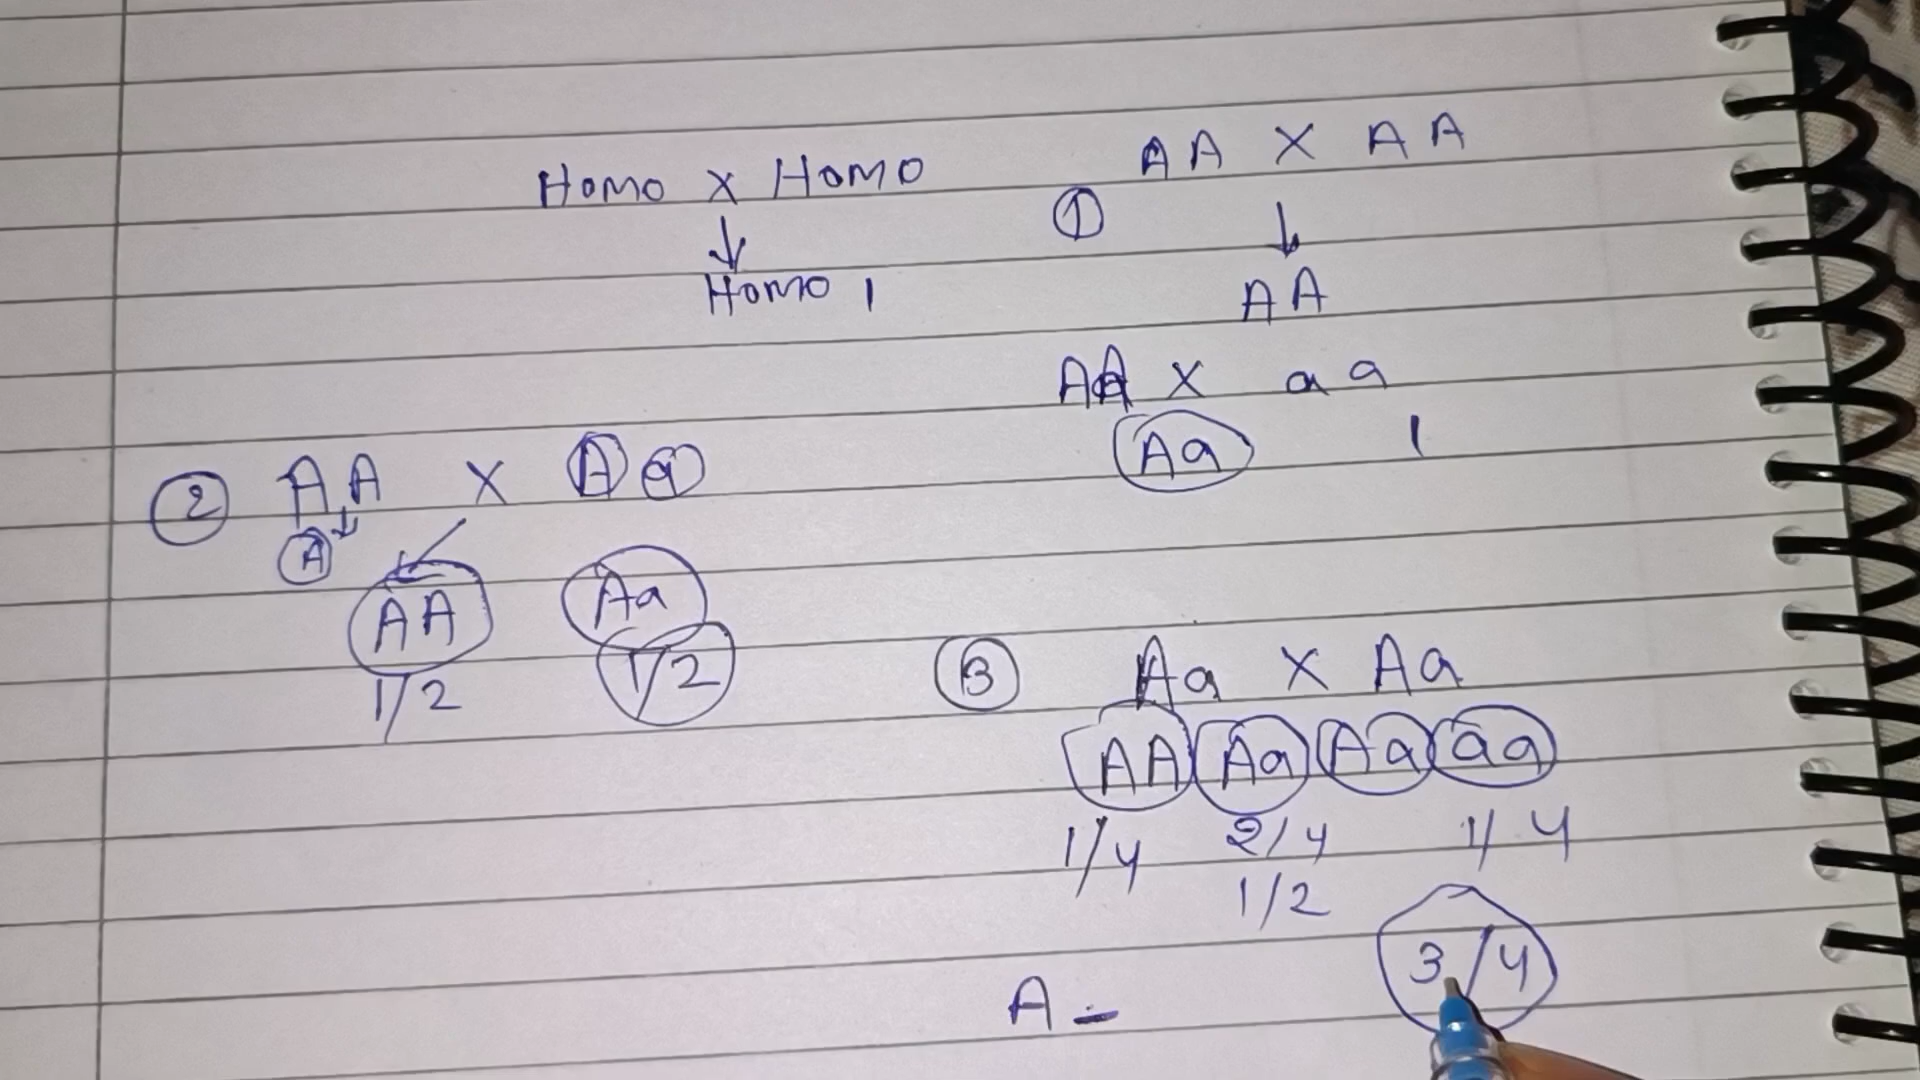 Homo x Homo
↓
Homo 1
AA X AA
①
↓
AA
AA X aa
Aa 1
② AA X Aa
A
AA Aa
1/2 1/2
③ Aa X Aa
AA Aa Aa aa
1/4 2/4 1/4
1/2
3/4
A -